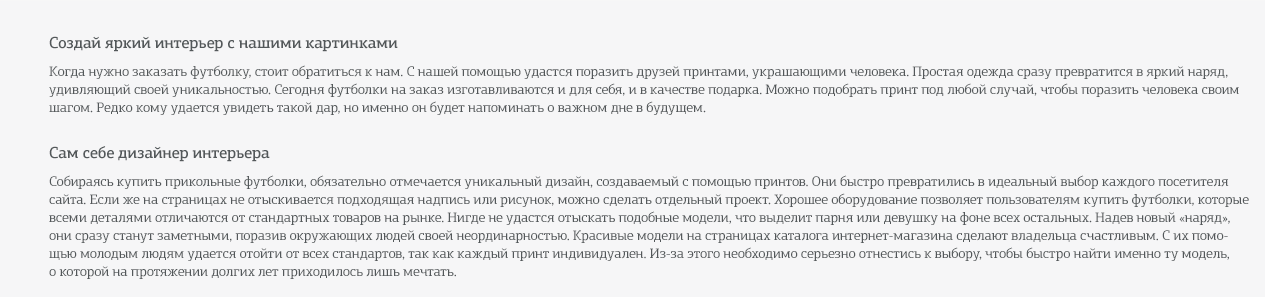 Создай яркий интерьер с нашими картинками
Когда нужно заказать футболку, стоит обратиться к нам. С нашей помощью удастся поразить друзей принтами, украшающими человека. Простая одежда сразу превратится в яркий наряд,
удивляющий своей уникальностью. Сегодня футболки на заказ изготавливаются и для себя, и в качестве подарка. Можно подобрать принт под любой случай, чтобы поразить человека своим
шагом. Редко кому удается увидеть такой дар, но именно он будет напоминать о важном дне в будущем.
Сам себе дизайнер интерьера
Собираясь купить прикольные футболки, обязательно отмечается уникальный дизайн, создаваемый с помощью принтов. Они быстро превратились в идеальный выбор каждого посетителя
сайта. Если же на страницах не отыскивается подходящая надпись или рисунок, можно сделать отдельный проект. Хорошее оборудование позволяет пользователям купить футболки, которые
всеми деталями отличаются от стандартных товаров на рынке. Нигде не удастся отыскать подобные модели, что выделит парня или девушку на фоне всех остальных. Надев новый «наряд»,
они сразу станут заметными, поразив окружающих людей своей неординарностью. Красивые модели на страницах каталога интернет-магазина сделают владельца счастливым. С их помо-
щью молодым людям удается отойти от всех стандартов, так как каждый принт индивидуален. Из-за этого необходимо серьезно отнестись к выбору, чтобы быстро найти именно ту модель,
о которой на протяжении долгих лет приходилось лишь мечтать.